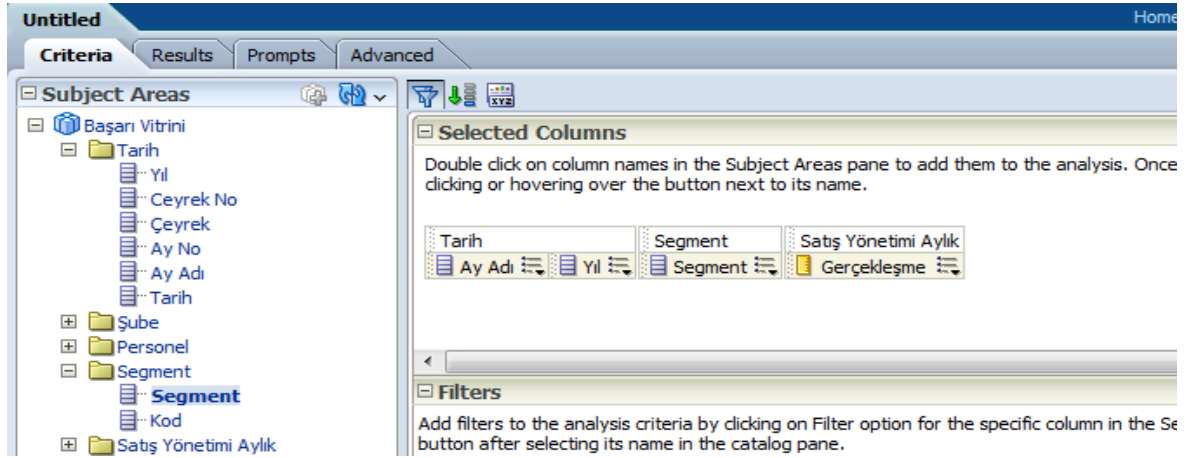 Untitled
Home
Criteria Results Prompts Advanced
Subject Areas
Başarı Vitrini
Tarih
Yıl
Ceyrek No
Çeyrek
Ay No
Ay Adı
Tarih
Şube
Personel
Segment
Segment
Kod
Satış Yönetimi Aylık
XYZ
Selected Columns
Double click on column names in the Subject Areas pane to add them to the analysis. Once
clicking or hovering over the button next to its name.
Tarih Segment Satış Yönetimi Aylık
Ay Adı Yıl Segment Gerçekleşme
Filters
Add filters to the analysis criteria by clicking on Filter option for the specific column in the Se
button after selecting its name in the catalog pane.